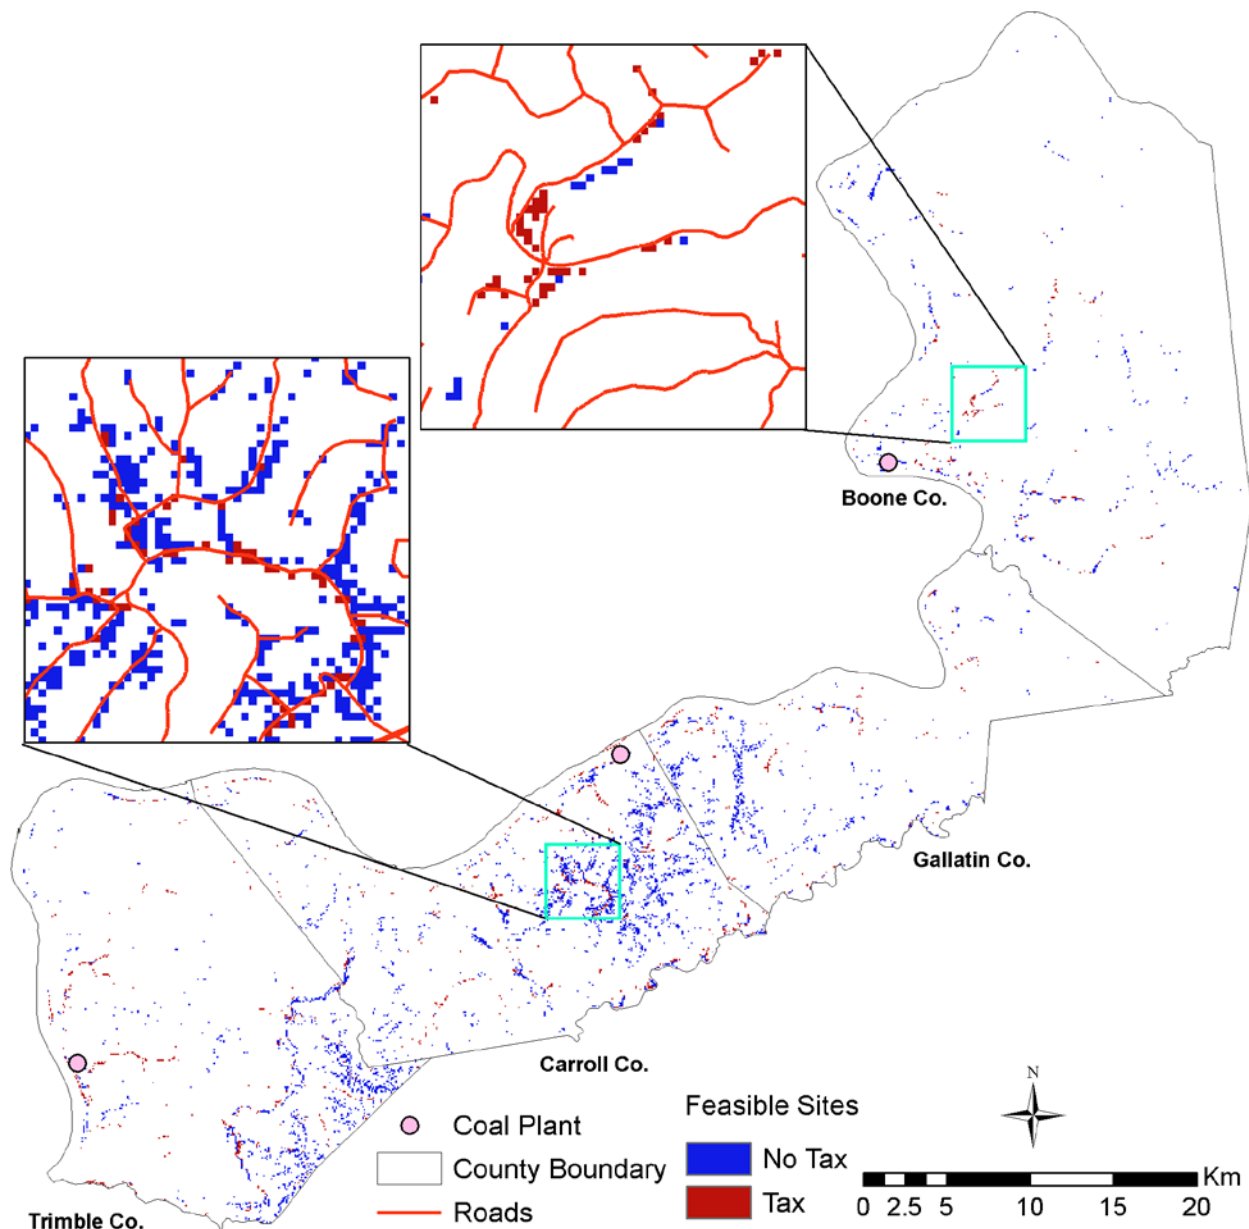 Boone Co.
Gallatin Co.
Carroll Co.
Trimble Co.
Coal Plant
County Boundary
Roads
Feasible Sites
No Tax
Tax
N
Km
0 2.5 5 10 15 20